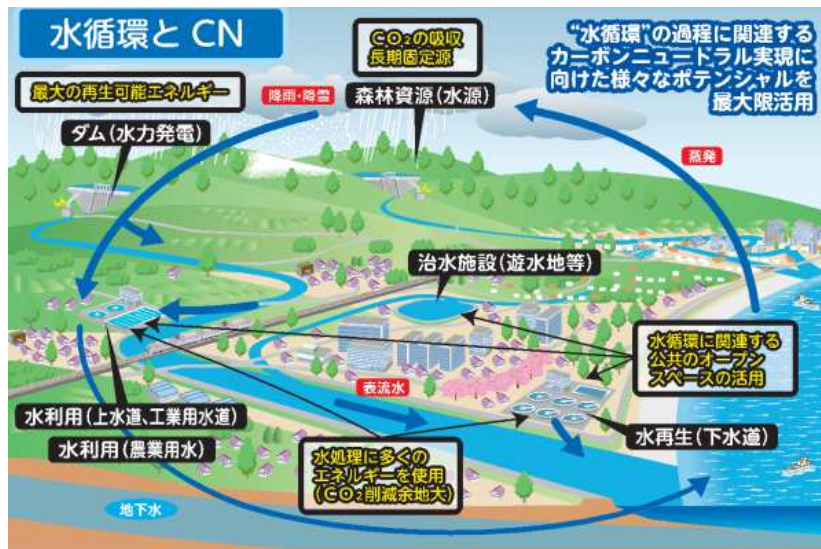 水循環とCN
“水循環”の過程に関連する
カーボンニュートラル実現に
向けた様々なポテンシャルを
最大限活用
CO₂の吸収
長期固定源
最大の再生可能エネルギー
降雨・降雪
森林資源(水源)
ダム(水力発電)
蒸発
治水施設(遊水地等)
水循環に関連する
公共のオープン
スペースの活用
表流水
水利用(上水道、工業用水道)
水利用(農業用水)
水処理に多くの
エネルギーを使用
(CO₂削減余地大)
水再生(下水道)
地下水